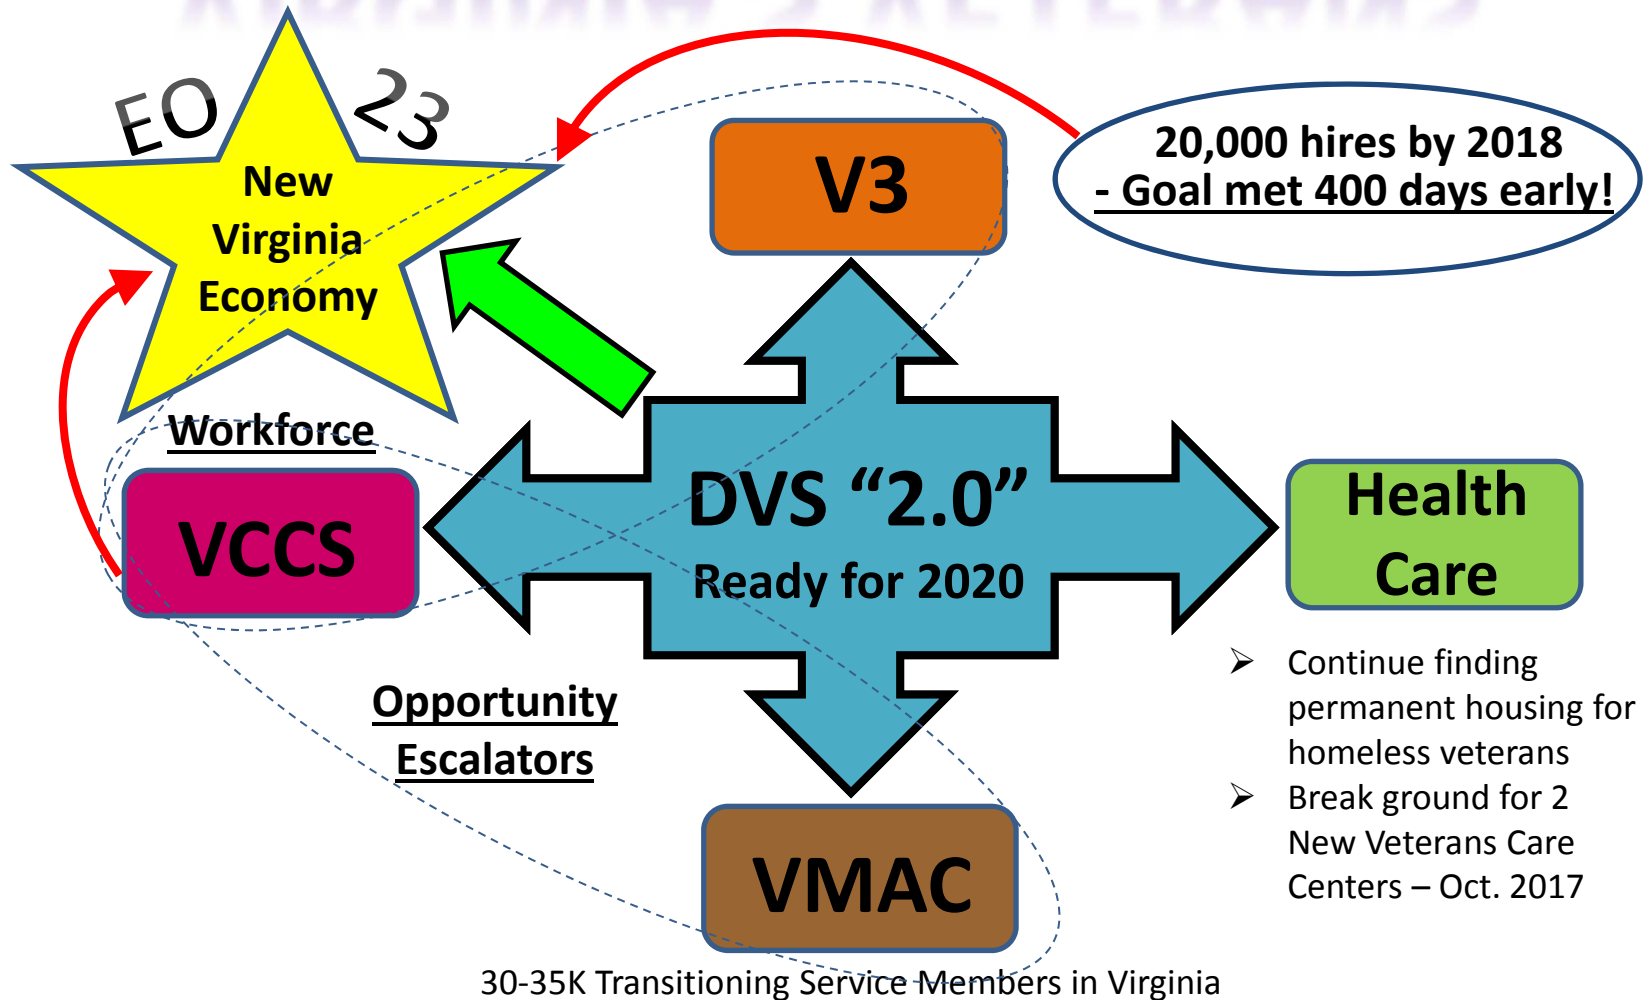 EO 23
New
Virginia
Economy
V3
20,000 hires by 2018
- Goal met 400 days early!
Workforce
VCCS
DVS “2.0”
Ready for 2020
Health
Care
Opportunity
Escalators
VMAC
➢ Continue finding
permanent housing for
homeless veterans
➢ Break ground for 2
New Veterans Care
Centers – Oct. 2017
30-35K Transitioning Service Members in Virginia